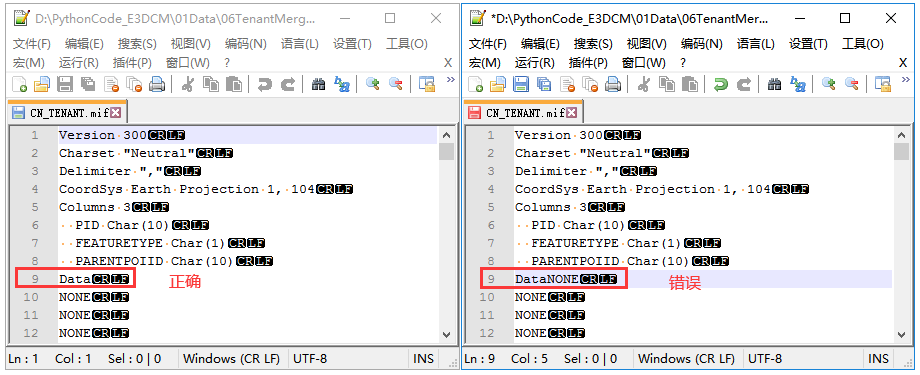 D:\PythonCode_E3DCM\01Data\06TenantMerg...
文件(F) 编辑(E) 搜索(S) 视图(V) 编码(N) 语言(L) 设置(T) 工具(O)
宏(M) 运行(R) 插件(P) 窗口(W) ? X
CN_TENANT.mif
1 Version 300CRLF
2 Charset "Neutral"CRLF
3 Delimiter ","CRLF
4 CoordSys Earth Projection 1, 104CRLF
5 Columns 3CRLF
6 PID Char(10)CRLF
7 FEATURETYPE Char(1)CRLF
8 PARENTPOIID Char(10)CRLF
9 DataCRLF 正确
10 NONECRLF
11 NONECRLF
12 NONECRLF
Ln : 1 Col : 1 Sel : 0 | 0 Windows (CR LF) UTF-8 INS
*D:\PythonCode_E3DCM\01Data\06TenantMerg...
文件(F) 编辑(E) 搜索(S) 视图(V) 编码(N) 语言(L) 设置(T) 工具(O)
宏(M) 运行(R) 插件(P) 窗口(W) ? X
CN_TENANT.mif
1 Version 300CRLF
2 Charset "Neutral"CRLF
3 Delimiter ","CRLF
4 CoordSys Earth Projection 1, 104CRLF
5 Columns 3CRLF
6 PID Char(10)CRLF
7 FEATURETYPE Char(1)CRLF
8 PARENTPOIID Char(10)CRLF
9 DataNONECRLF 错误
10 NONECRLF
11 NONECRLF
12 NONECRLF
Ln : 9 Col : 5 Sel : 0 | 0 Windows (CR LF) UTF-8 INS